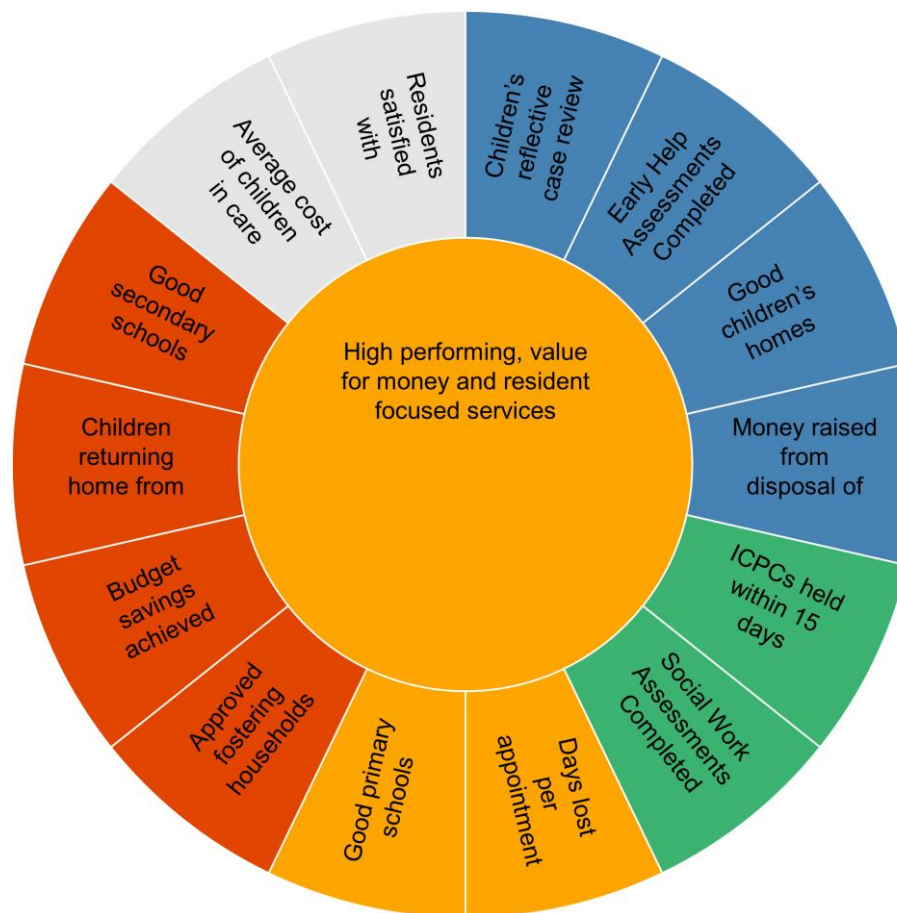 High performing, value
for money and resident
focused services
Children's
reflective
case review
Early Help
Assessments
Completed
Good
children's
homes
Money raised
from
disposal of
ICPCs held
within 15
days
Social Work
Assessments
Completed
Days lost
per
appointment
Good primary
schools
Approved
fostering
households
Budget
savings
achieved
Children
returning
home from
Good
secondary
schools
Average cost
of children
in care
Residents
satisfied
with